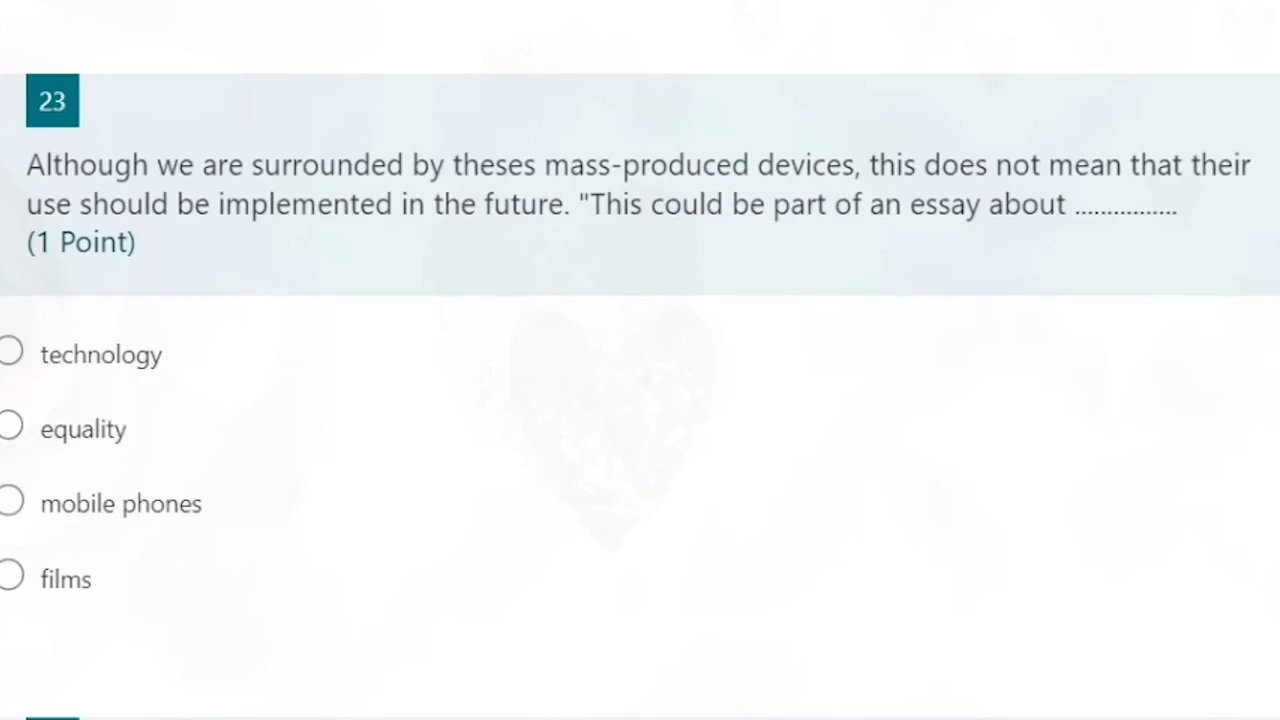 23
Although we are surrounded by theses mass-produced devices, this does not mean that their
use should be implemented in the future. "This could be part of an essay about ................
(1 Point)
technology
equality
mobile phones
films